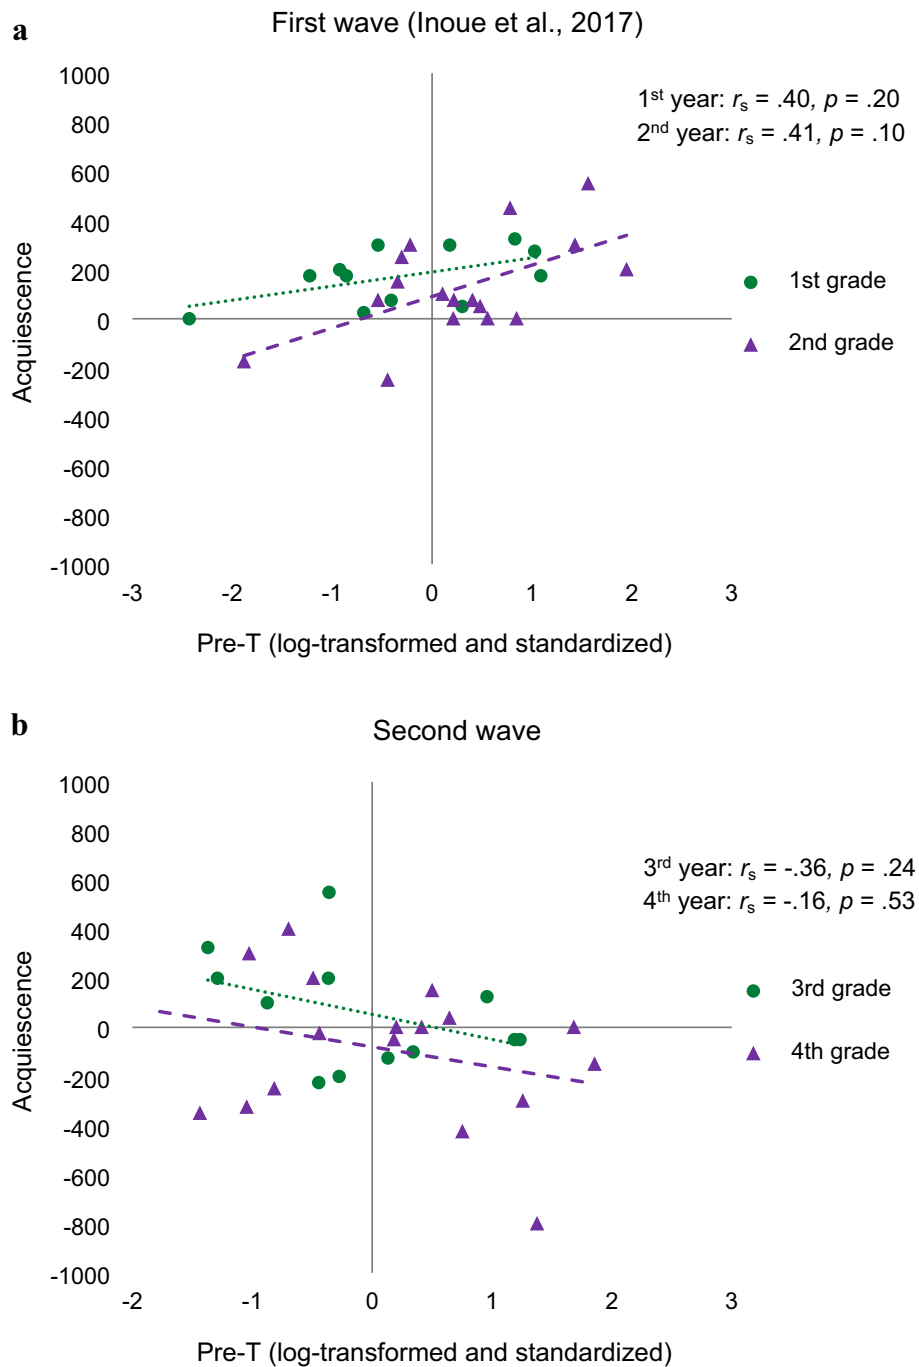 a
First wave (Inoue et al., 2017)
1st year: rs = .40, p = .20
2nd year: rs = .41, p = .10
1000
800
600
400
200
0
-200
-400
-600
-800
-1000
Acquiescence
1st grade
2nd grade
-3 -2 -1 0 1 2 3
Pre-T (log-transformed and standardized)
b
Second wave
3rd year: rs = -.36, p = .24
4th year: rs = -.16, p = .53
1000
800
600
400
200
0
-200
-400
-600
-800
-1000
Acquiescence
3rd grade
4th grade
-2 -1 0 1 2 3
Pre-T (log-transformed and standardized)